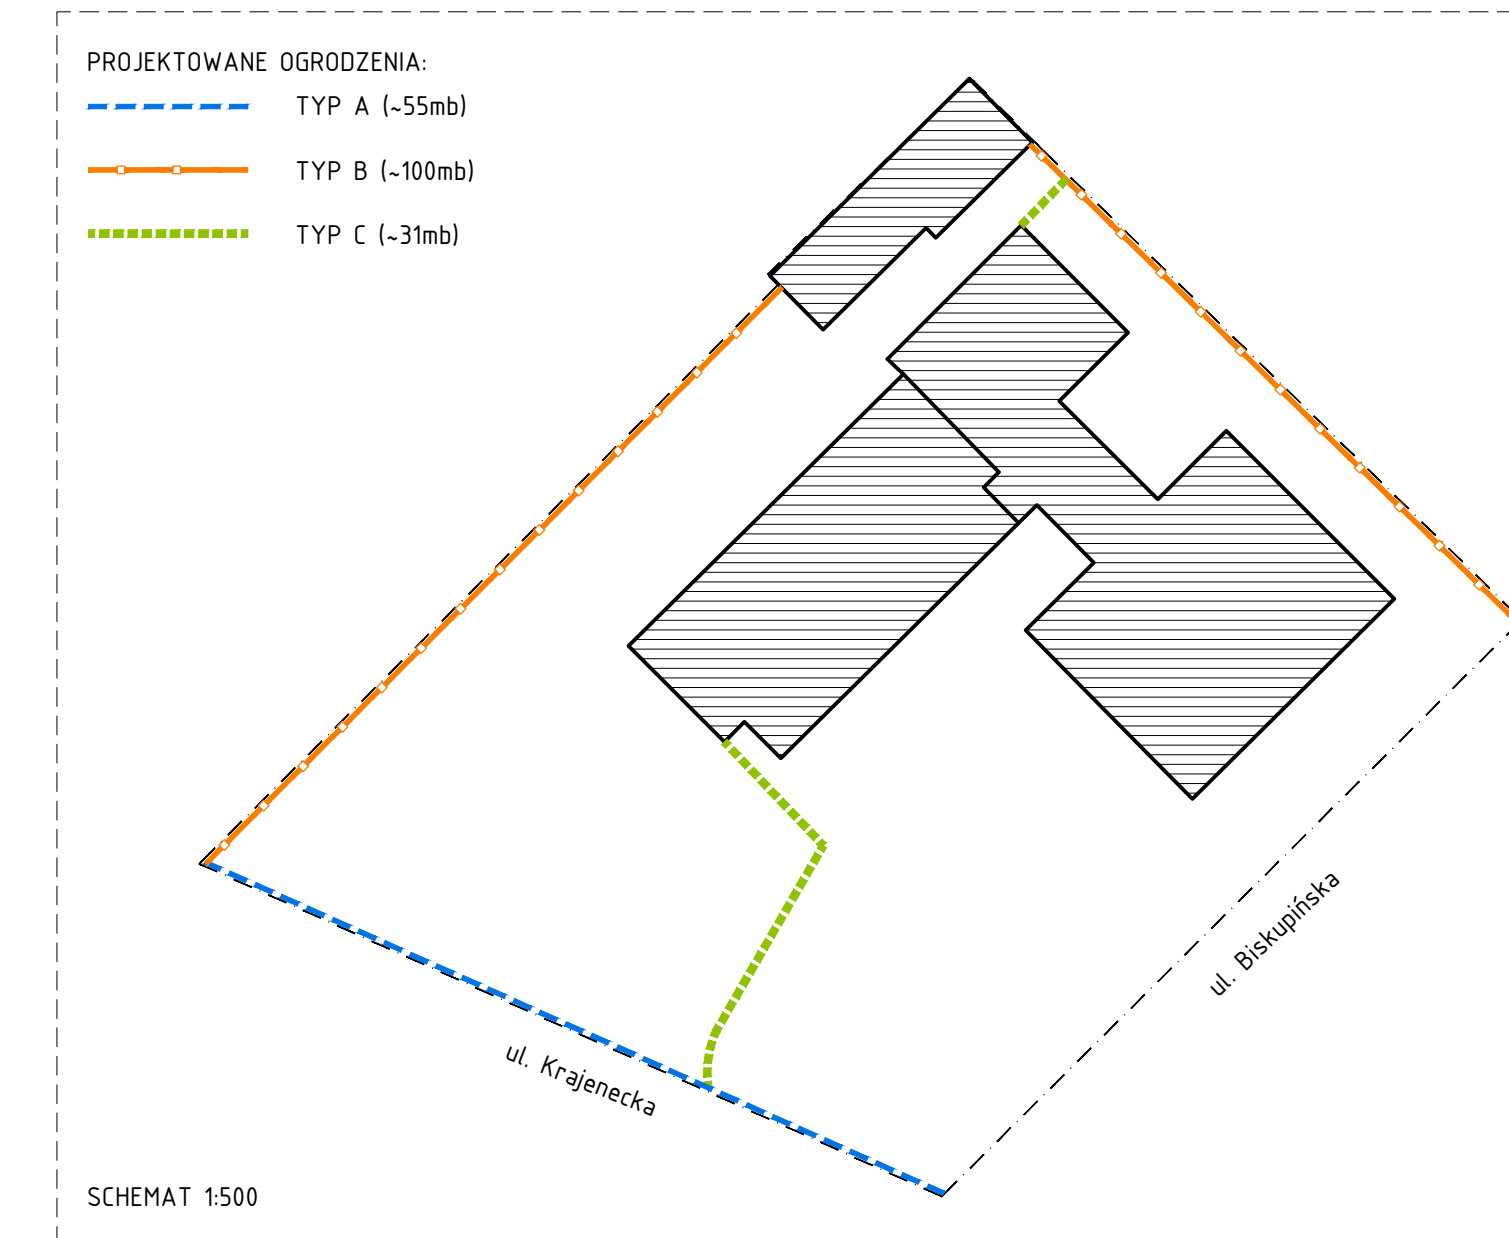 PROJEKTOWANE OGRODZENIA:
TYP A (~55mb)
TYP B (~100mb)
TYP C (~31mb)
ul. Biskupińska
ul. Krajenecka
SCHEMAT 1:500